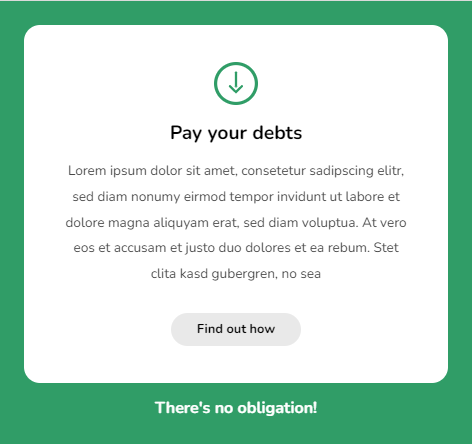 Pay your debts
Lorem ipsum dolor sit amet, consetetur sadipscing elitr,
sed diam nonumy eirmod tempor invidunt ut labore et
dolore magna aliquyam erat, sed diam voluptua. At vero
eos et accusam et justo duo dolores et ea rebum. Stet
clita kasd gubergren, no sea
Find out how
There's no obligation!